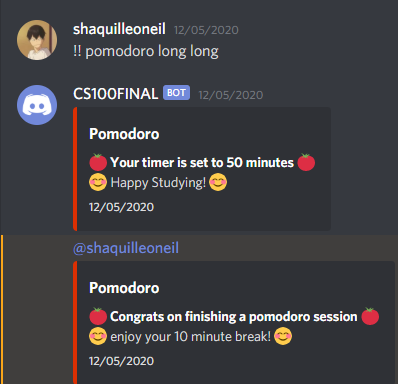 shaquilleoneil 12/05/2020
!! pomodoro long long
CS100FINAL BOT 12/05/2020
Pomodoro
🍅 Your timer is set to 50 minutes 🍅
😊 Happy Studying! 😊
12/05/2020
@shaquilleoneil
Pomodoro
🍅 Congrats on finishing a pomodoro session 🍅
😊 enjoy your 10 minute break! 😊
12/05/2020